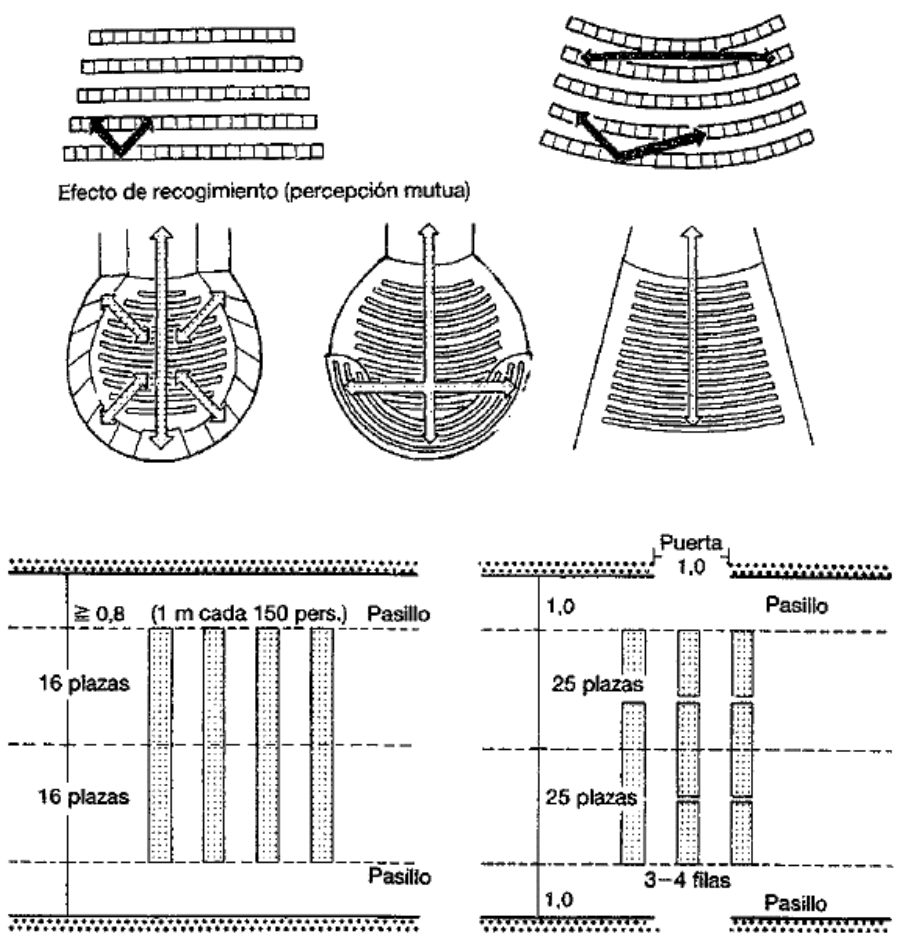 Efecto de recogimiento (percepción mutua)
≧ 0,8 (1 m cada 150 pers.) Pasillo
16 plazas
16 plazas
Pasillo
Puerta
1,0
1,0 Pasillo
25 plazas
25 plazas
3–4 filas
1,0 Pasillo